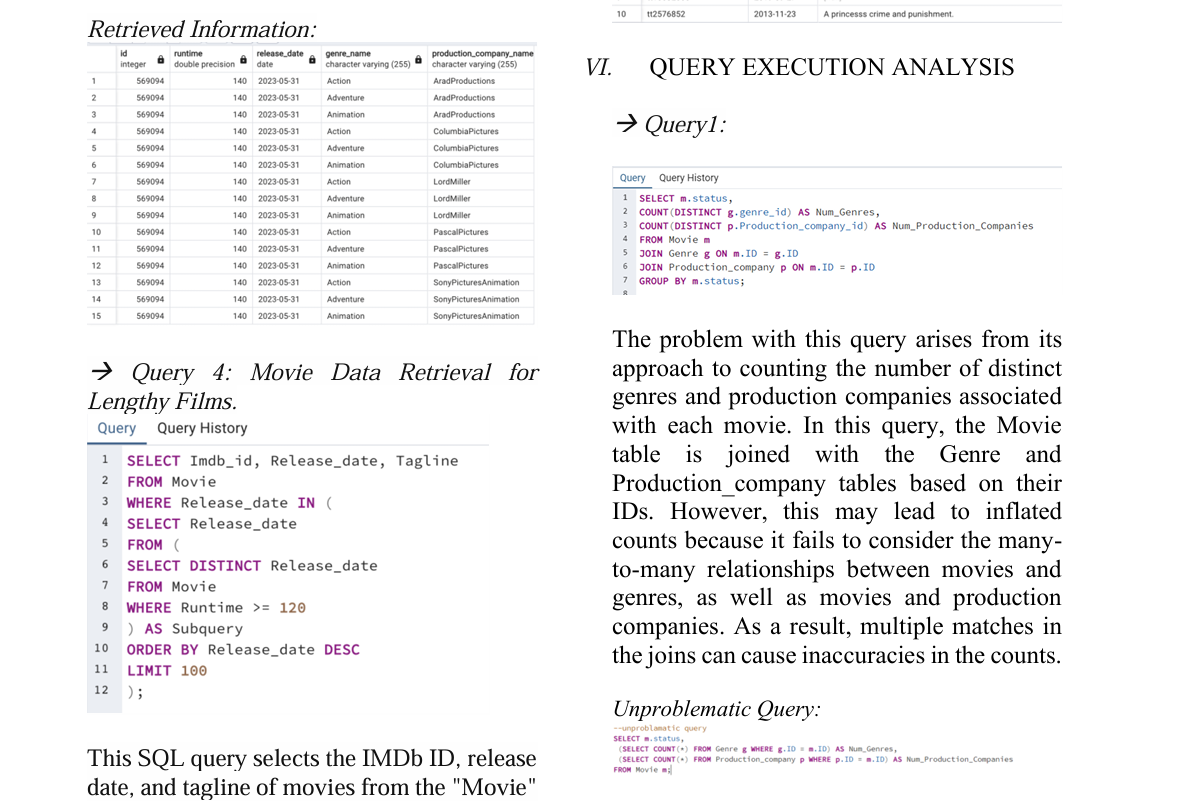 Retrieved Information:
id integer runtime double precision release_date date genre_name character varying (255) production_company_name character varying (255)
1 569094 140 2023-05-31 Action AradProductions
2 569094 140 2023-05-31 Adventure AradProductions
3 569094 140 2023-05-31 Animation AradProductions
4 569094 140 2023-05-31 Action ColumbiaPictures
5 569094 140 2023-05-31 Adventure ColumbiaPictures
6 569094 140 2023-05-31 Animation ColumbiaPictures
7 569094 140 2023-05-31 Action LordMiller
8 569094 140 2023-05-31 Adventure LordMiller
9 569094 140 2023-05-31 Animation LordMiller
10 569094 140 2023-05-31 Action PascalPictures
11 569094 140 2023-05-31 Adventure PascalPictures
12 569094 140 2023-05-31 Animation PascalPictures
13 569094 140 2023-05-31 Action SonyPicturesAnimation
14 569094 140 2023-05-31 Adventure SonyPicturesAnimation
15 569094 140 2023-05-31 Animation SonyPicturesAnimation
→ Query 4: Movie Data Retrieval for
Lengthy Films.
Query Query History
1 SELECT Imdb_id, Release_date, Tagline
2 FROM Movie
3 WHERE Release_date IN (
4 SELECT Release_date
5 FROM (
6 SELECT DISTINCT Release_date
7 FROM Movie
8 WHERE Runtime >= 120
9 ) AS Subquery
10 ORDER BY Release_date DESC
11 LIMIT 100
12 );
This SQL query selects the IMDb ID, release
date, and tagline of movies from the "Movie"
10 tt2576852 2013-11-23 A princesss crime and punishment.
VI. QUERY EXECUTION ANALYSIS
→ Query1:
Query Query History
1 SELECT m.status,
2 COUNT(DISTINCT g.genre_id) AS Num_Genres,
3 COUNT(DISTINCT p.Production_company_id) AS Num_Production_Companies
4 FROM Movie m
5 JOIN Genre g ON m.ID = g.ID
6 JOIN Production_company p ON m.ID = p.ID
7 GROUP BY m.status;
8
The problem with this query arises from its
approach to counting the number of distinct
genres and production companies associated
with each movie. In this query, the Movie
table is joined with the Genre and
Production_company tables based on their
IDs. However, this may lead to inflated
counts because it fails to consider the many-
to-many relationships between movies and
genres, as well as movies and production
companies. As a result, multiple matches in
the joins can cause inaccuracies in the counts.
Unproblematic Query:
--unproblamatic query
SELECT m.status,
(SELECT COUNT(*) FROM Genre g WHERE g.ID = m.ID) AS Num_Genres,
(SELECT COUNT(*) FROM Production_company p WHERE p.ID = m.ID) AS Num_Production_Companies
FROM Movie m;